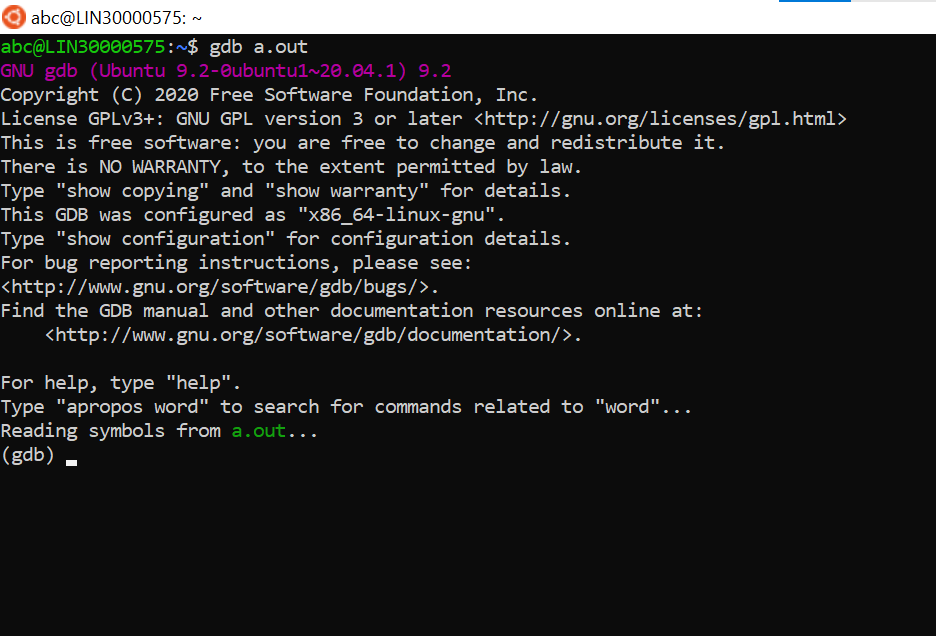 abc@LIN30000575: ~
abc@LIN30000575:~$ gdb a.out
GNU gdb (Ubuntu 9.2-0ubuntu1~20.04.1) 9.2
Copyright (C) 2020 Free Software Foundation, Inc.
License GPLv3+: GNU GPL version 3 or later <http://gnu.org/licenses/gpl.html>
This is free software: you are free to change and redistribute it.
There is NO WARRANTY, to the extent permitted by law.
Type "show copying" and "show warranty" for details.
This GDB was configured as "x86_64-linux-gnu".
Type "show configuration" for configuration details.
For bug reporting instructions, please see:
<http://www.gnu.org/software/gdb/bugs/>.
Find the GDB manual and other documentation resources online at:
    <http://www.gnu.org/software/gdb/documentation/>.

For help, type "help".
Type "apropos word" to search for commands related to "word"...
Reading symbols from a.out...
(gdb)